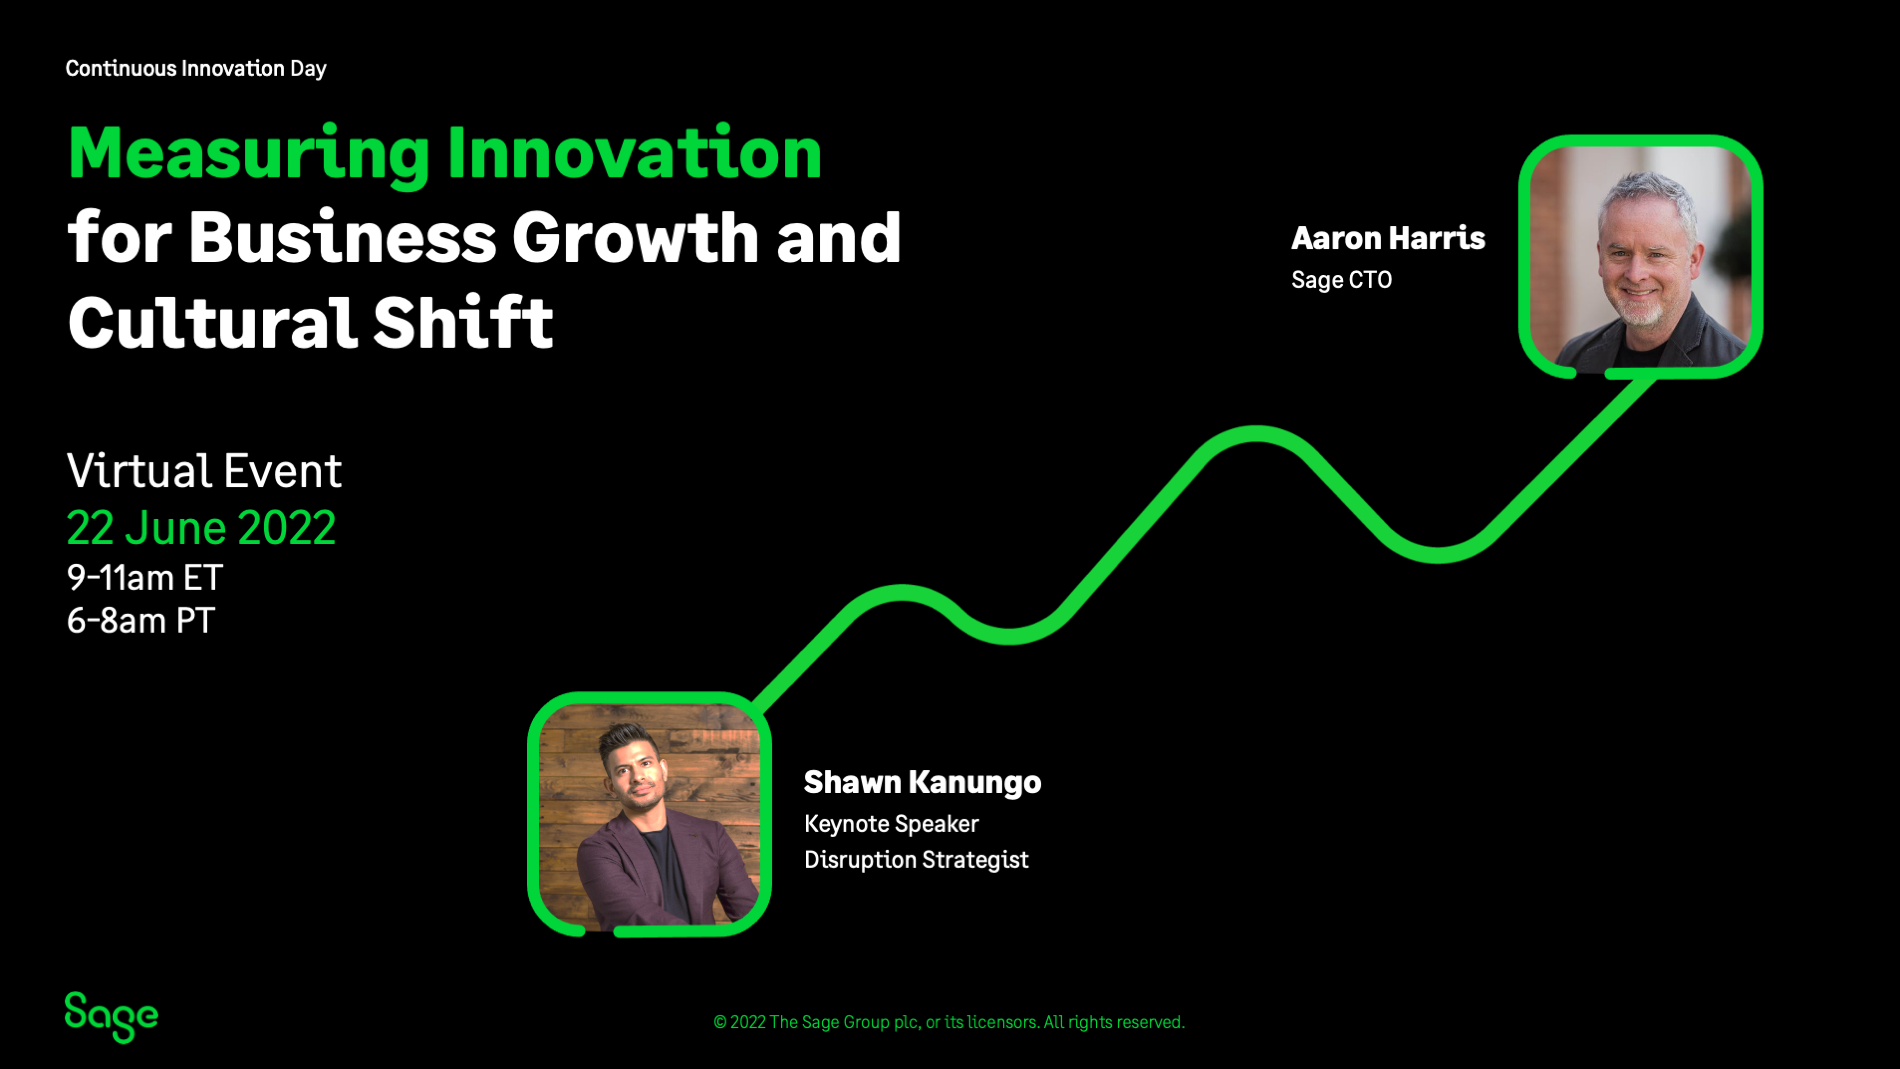 Continuous Innovation Day
Measuring Innovation
for Business Growth and
Cultural Shift
Virtual Event
22 June 2022
9-11am ET
6-8am PT
Aaron Harris
Sage CTO
Shawn Kanungo
Keynote Speaker
Disruption Strategist
Sage
© 2022 The Sage Group plc, or its licensors. All rights reserved.